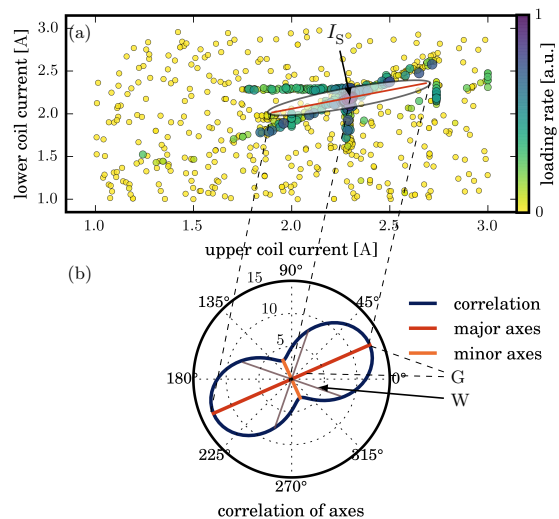 (a)
I_S
lower coil current [A]
3.0
2.5
2.0
1.5
1.0
1.0 1.5 2.0 2.5 3.0
upper coil current [A]
1
0
loading rate [a.u.]
(b)
90°
135° 45°
180° 0°
225° 315°
270°
15
10
5
correlation
major axes
minor axes
G
W
correlation of axes